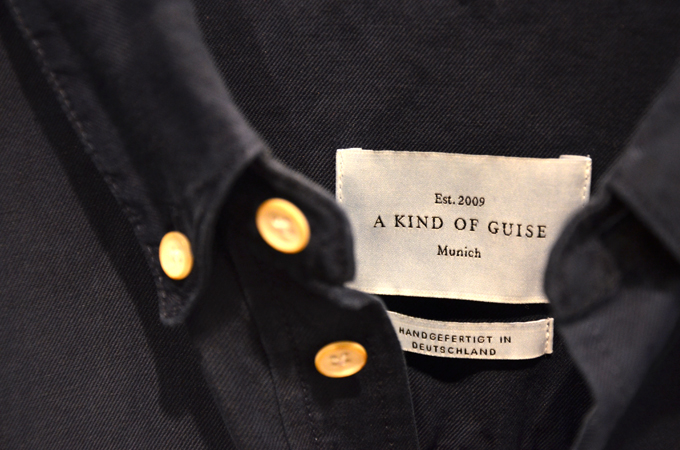 Est. 2009
A KIND OF GUISE
Munich
HANDGEFERTIGT IN
DEUTSCHLAND